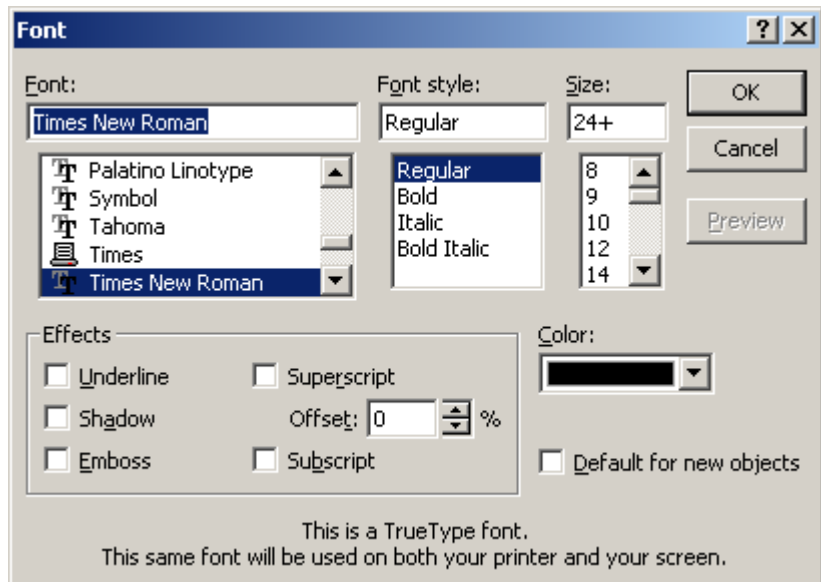 Font
Font: Font style: Size:
Times New Roman Regular 24+ OK
Palatino Linotype Regular 8 Cancel
Symbol Bold 9
Tahoma Italic 10 Preview
Times Bold Italic 12
Times New Roman 14
Effects Color:
Underline Superscript
Shadow Offset: 0 %
Emboss Subscript Default for new objects
This is a TrueType font.
This same font will be used on both your printer and your screen.